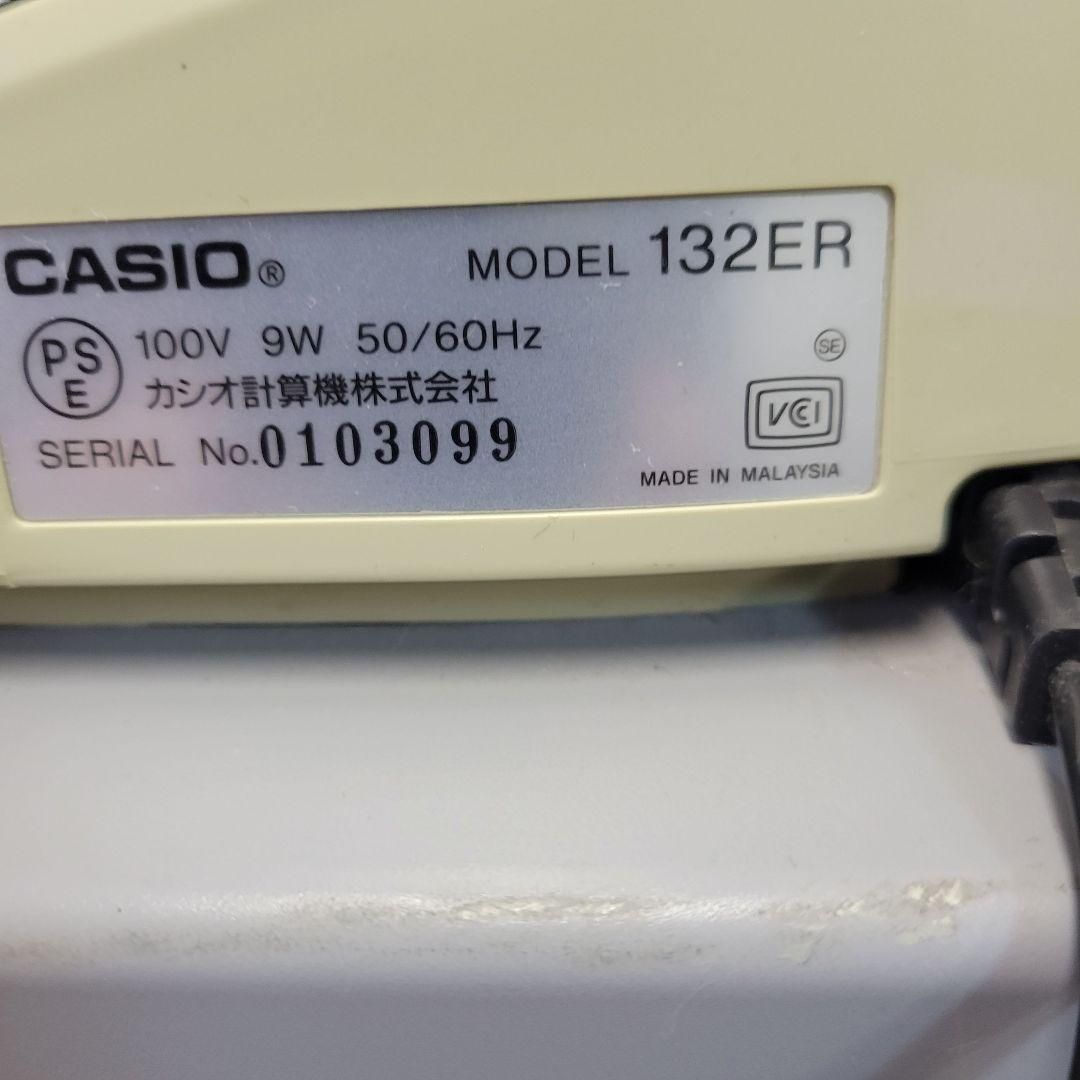 CASIO® MODEL 132ER
PSE 100V 9W 50/60Hz SE
カシオ計算機株式会社 VCCI
SERIAL No.0103099
MADE IN MALAYSIA